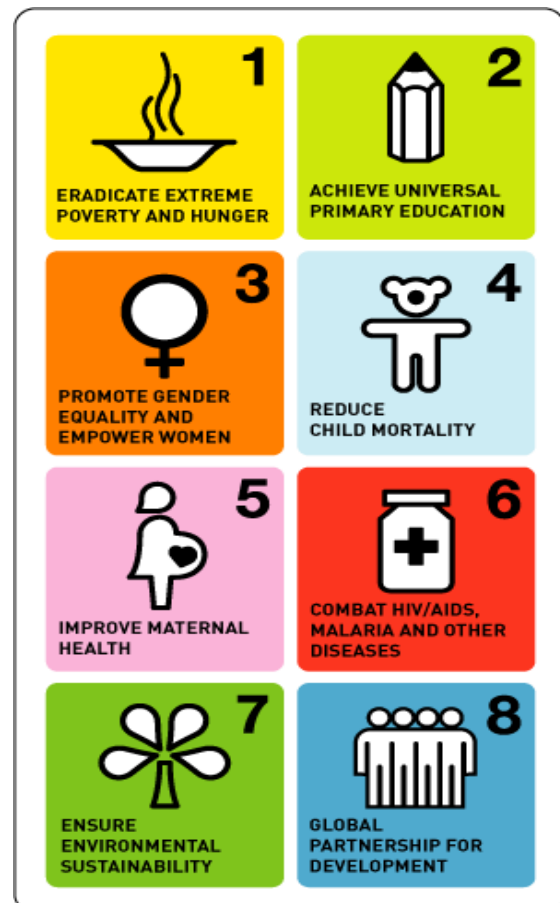 1
ERADICATE EXTREME
POVERTY AND HUNGER
2
ACHIEVE UNIVERSAL
PRIMARY EDUCATION
3
PROMOTE GENDER
EQUALITY AND
EMPOWER WOMEN
4
REDUCE
CHILD MORTALITY
5
IMPROVE MATERNAL
HEALTH
6
COMBAT HIV/AIDS,
MALARIA AND OTHER
DISEASES
7
ENSURE
ENVIRONMENTAL
SUSTAINABILITY
8
GLOBAL
PARTNERSHIP FOR
DEVELOPMENT